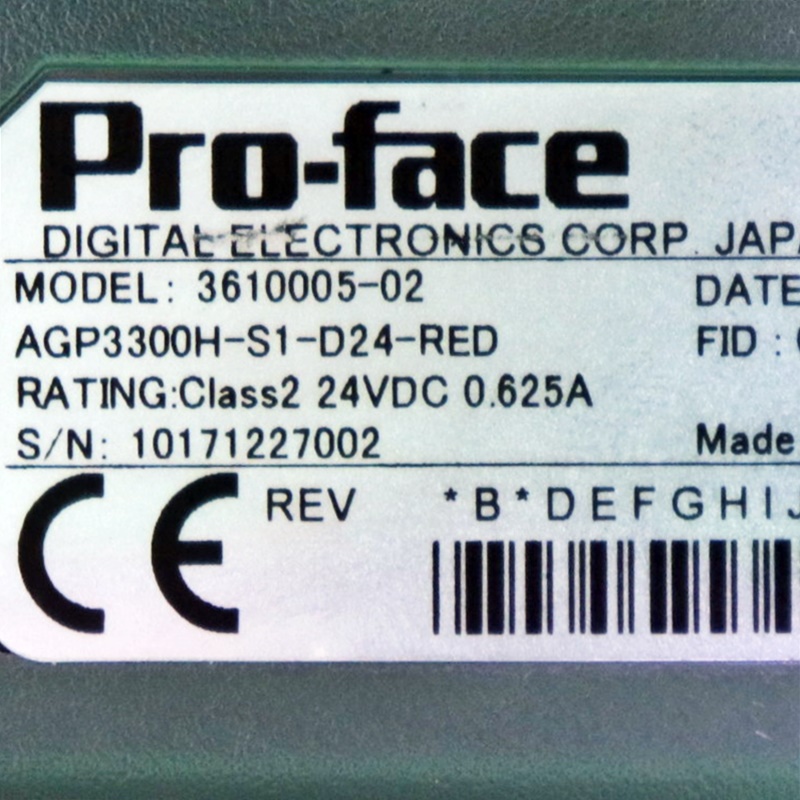 Pro-face
DIGITAL ELECTRONICS CORP. JAPA
MODEL: 3610005-02 DATE
AGP3300H-S1-D24-RED FID :
RATING:Class2 24VDC 0.625A
S/N: 10171227002 Made
CE REV *B*DEFGHIJ